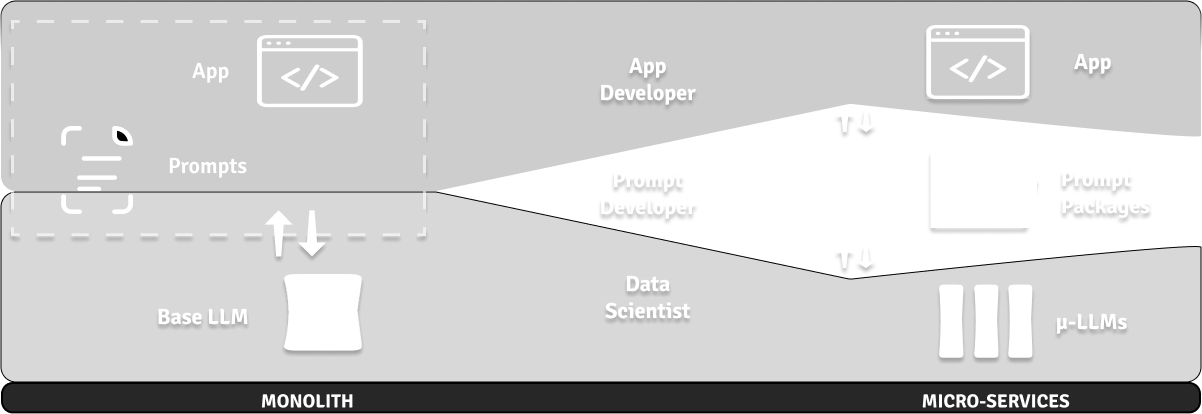 App
</>
Prompts
Base LLM
App
Developer
Prompt
Developer
Data
Scientist
</>
App
Prompt
Packages
μ-LLMs
MONOLITH
MICRO-SERVICES